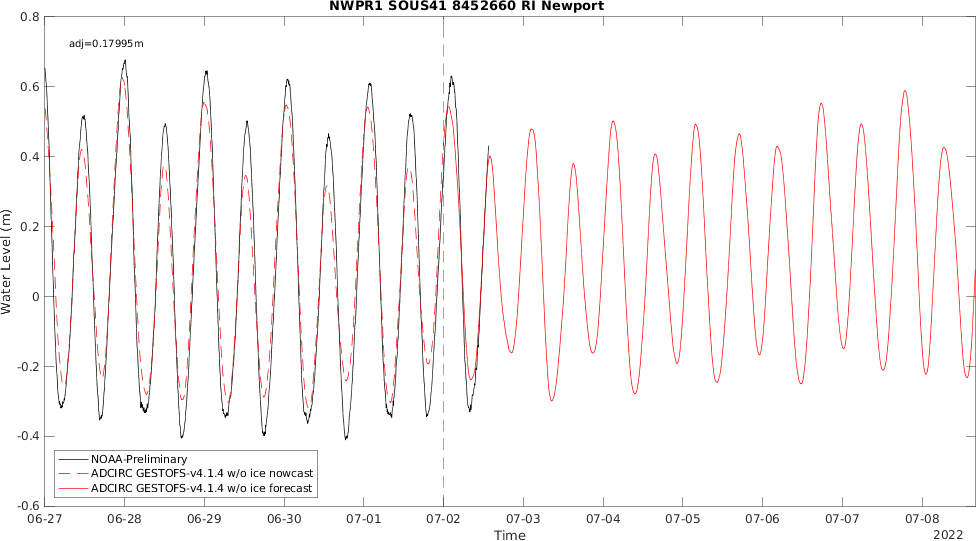 NWPR1 SOUS41 8452660 RI Newport
0.8
adj=0.17995m
0.6
0.4
0.2
0
-0.2
-0.4
-0.6
Water Level (m)
NOAA-Preliminary
ADCIRC GESTOFS-v4.1.4 w/o ice nowcast
ADCIRC GESTOFS-v4.1.4 w/o ice forecast
06-27 06-28 06-29 06-30 07-01 07-02 07-03 07-04 07-05 07-06 07-07 07-08
Time
2022